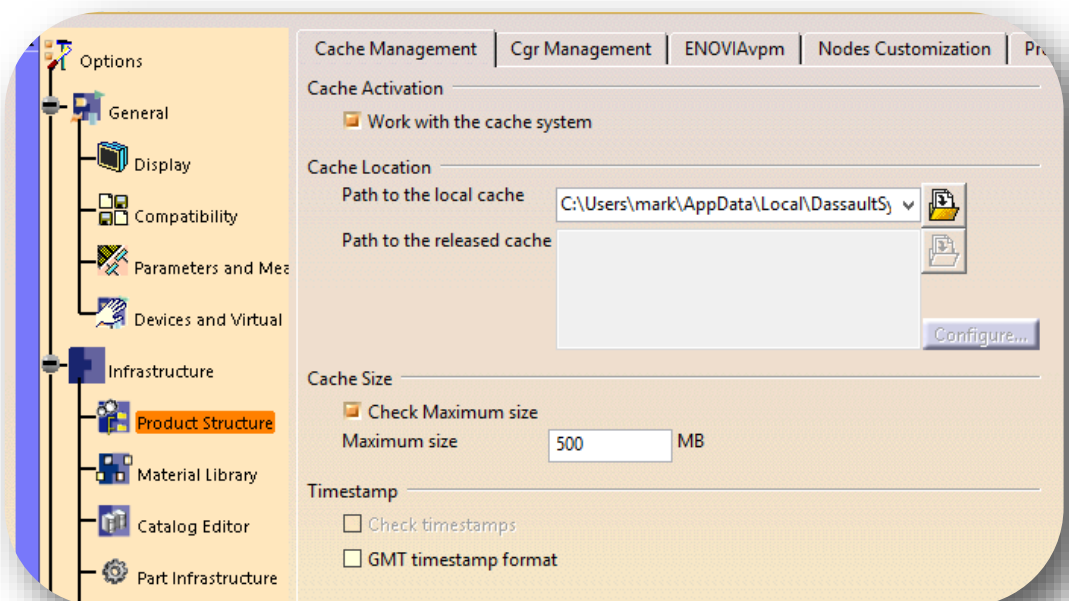 Options
General
Display
Compatibility
Parameters and Mea
Devices and Virtual
Infrastructure
Product Structure
Material Library
Catalog Editor
Part Infrastructure
Cache Management
Cgr Management
ENOVIAvpm
Nodes Customization
Pr
Cache Activation
Work with the cache system
Cache Location
Path to the local cache
C:\Users\mark\AppData\Local\DassaultSy
Path to the released cache
Configure...
Cache Size
Check Maximum size
Maximum size 500 MB
Timestamp
Check timestamps
GMT timestamp format